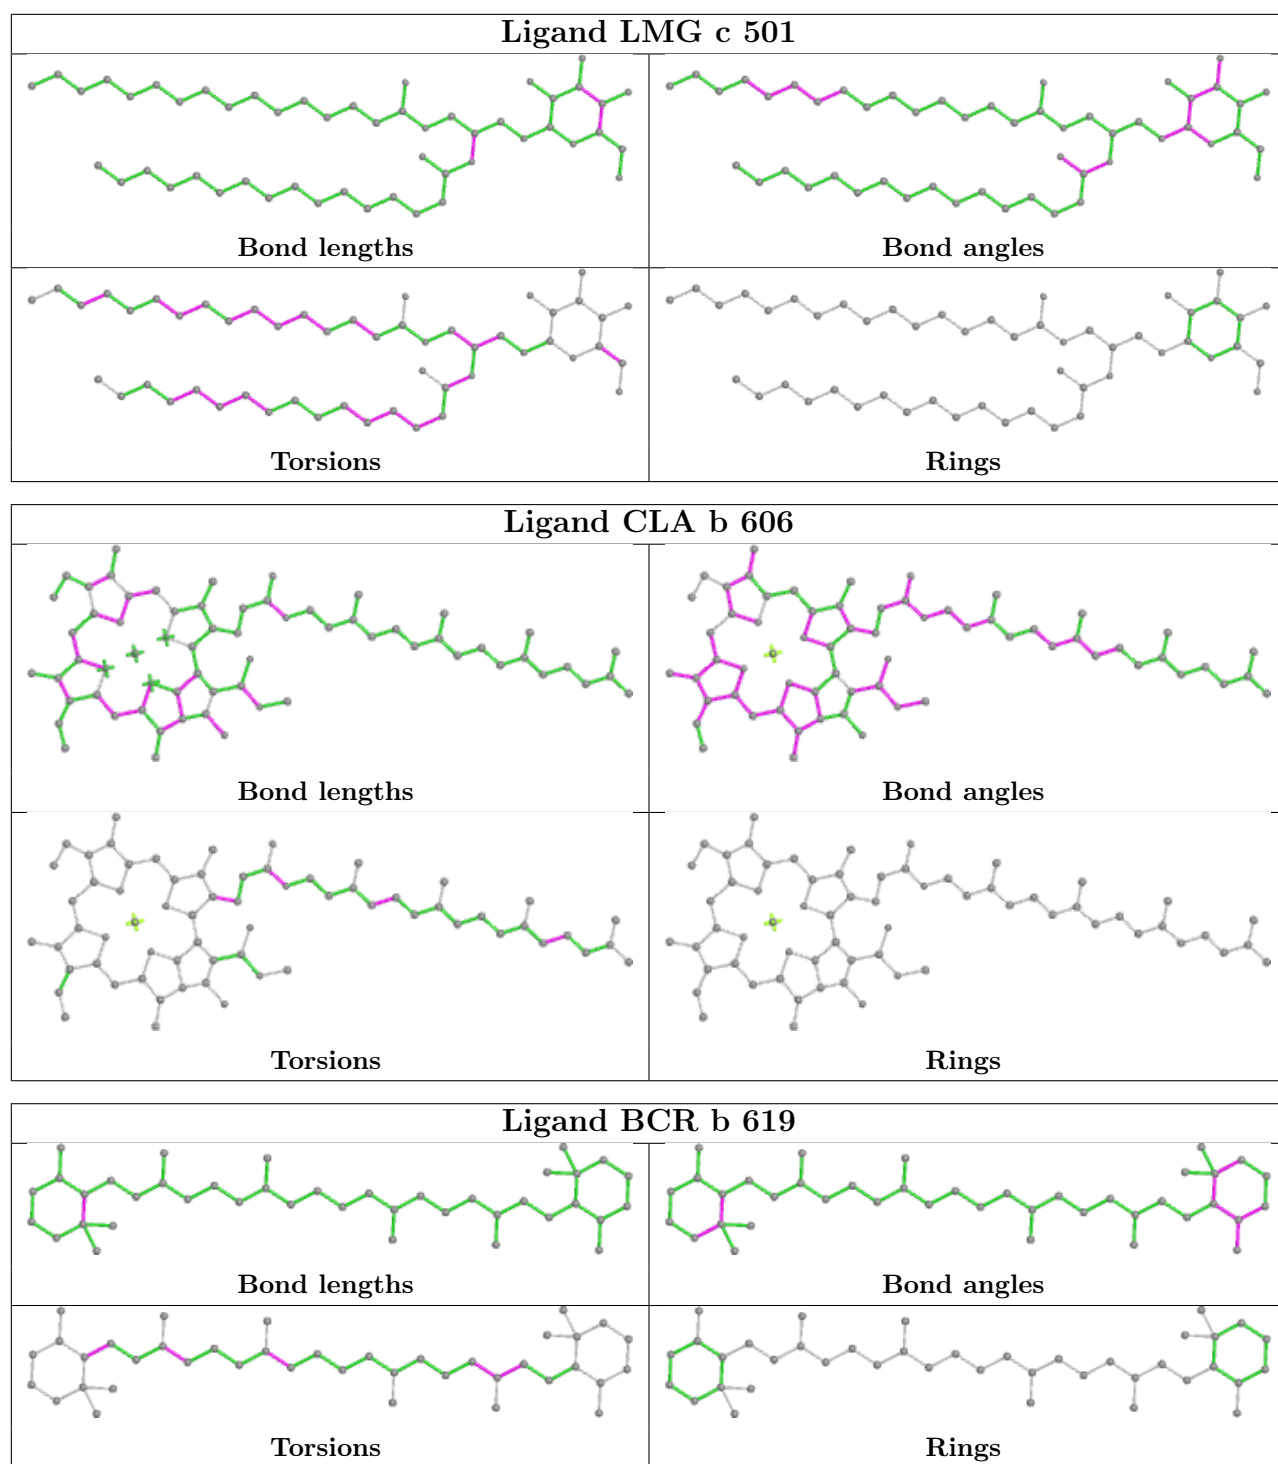 Ligand LMG c 501
Bond lengths
Bond angles
Torsions
Rings
Ligand CLA b 606
Bond lengths
Bond angles
Torsions
Rings
Ligand BCR b 619
Bond lengths
Bond angles
Torsions
Rings